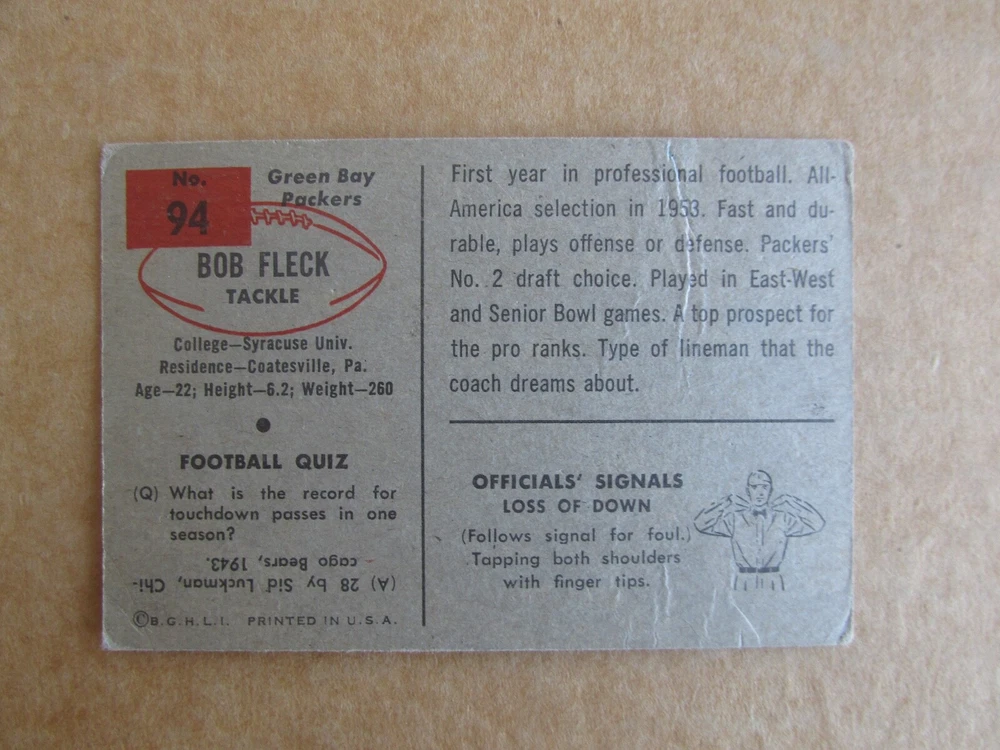 No.
94
Green Bay
Packers
BOB FLECK
TACKLE
College—Syracuse Univ.
Residence—Coatesville, Pa.
Age—22; Height—6.2; Weight—260
FOOTBALL QUIZ
(Q) What is the record for
touchdown passes in one
season?
(A) 28 by Sid Luckman, Chi-
cago Bears, 1943.
©B.G.H.L.I. PRINTED IN U.S.A.
First year in professional football. All-
America selection in 1953. Fast and du-
rable, plays offense or defense. Packers'
No. 2 draft choice. Played in East-West
and Senior Bowl games. A top prospect for
the pro ranks. Type of lineman that the
coach dreams about.
OFFICIALS' SIGNALS
LOSS OF DOWN
(Follows signal for foul.)
Tapping both shoulders
with finger tips.